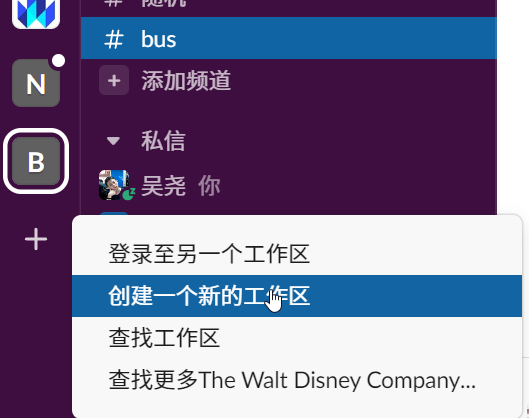 随机
# bus
N
+ 添加频道
私信
B
吴尧 你
+
登录至另一个工作区
创建一个新的工作区
查找工作区
查找更多The Walt Disney Company...